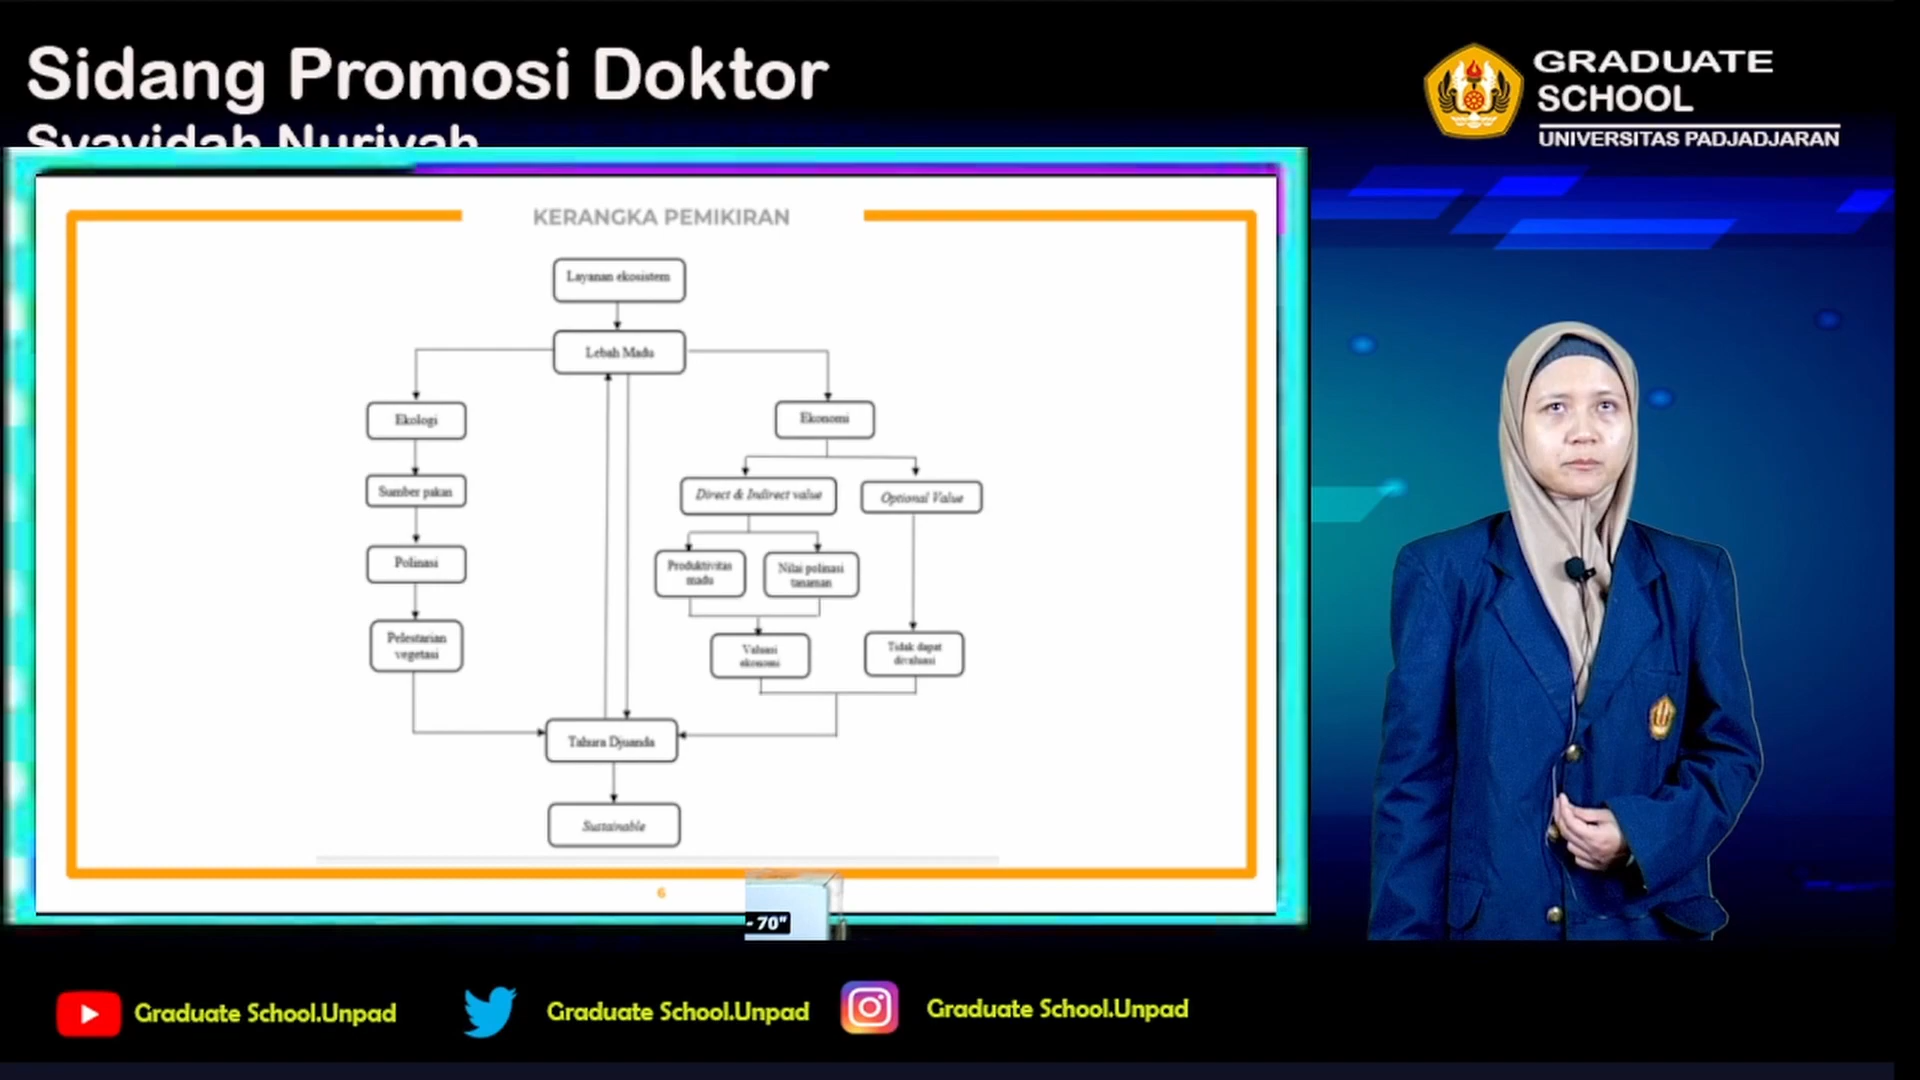 Sidang Promosi Doktor
Syayidah Nuriyah
GRADUATE
SCHOOL
UNIVERSITAS PADJADJARAN
KERANGKA PEMIKIRAN
Layanan ekosistem
Lebah Madu
Ekologi
Ekonomi
Sumber pakan
Direct & Indirect value
Optional Value
Polinasi
Produktivitas
madu
Nilai polinasi
tanaman
Pelestarian
vegetasi
Valuasi
ekonomi
Tidak dapat
divaluasi
Tahura Djuanda
Sustainable
6
- 70"
Graduate School.Unpad
Graduate School.Unpad
Graduate School.Unpad